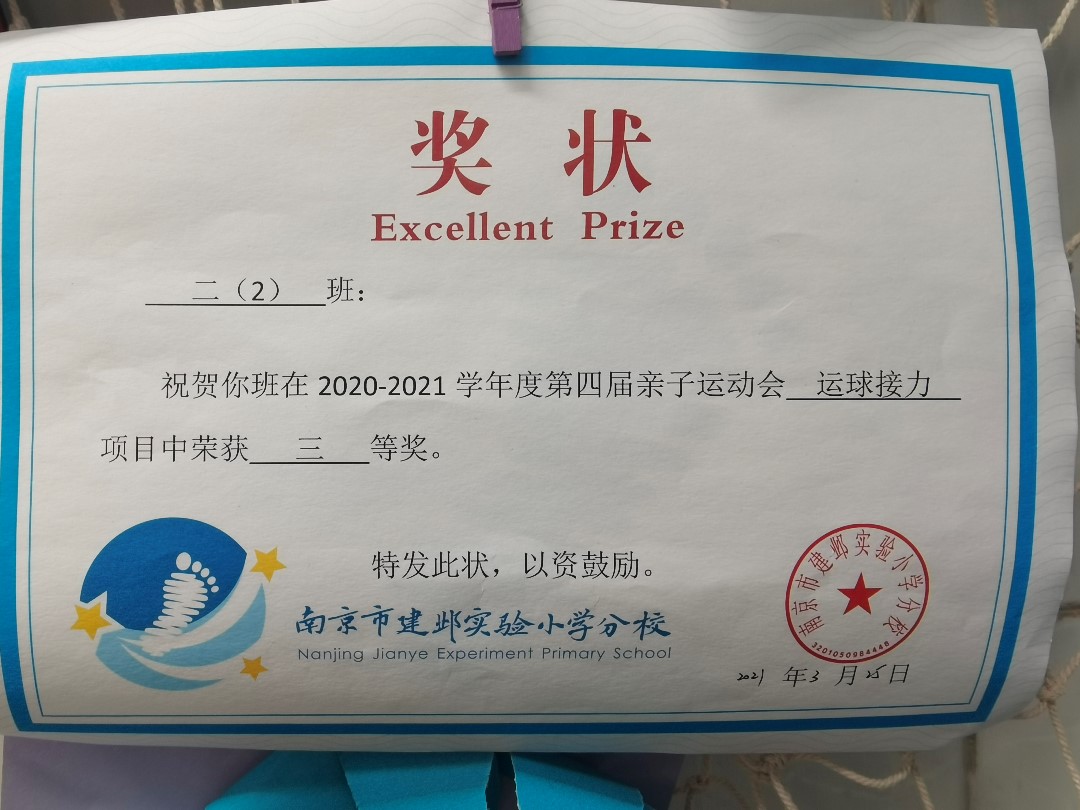 奖 状
Excellent Prize
二（2） 班：
祝贺你班在 2020-2021 学年度第四届亲子运动会 运球接力
项目中荣获 三 等奖。
特发此状，以资鼓励。
南京市建邺实验小学分校
Nanjing Jianye Experiment Primary School
南京市建邺实验小学分校
3201050984448
2021 年 3 月 25 日